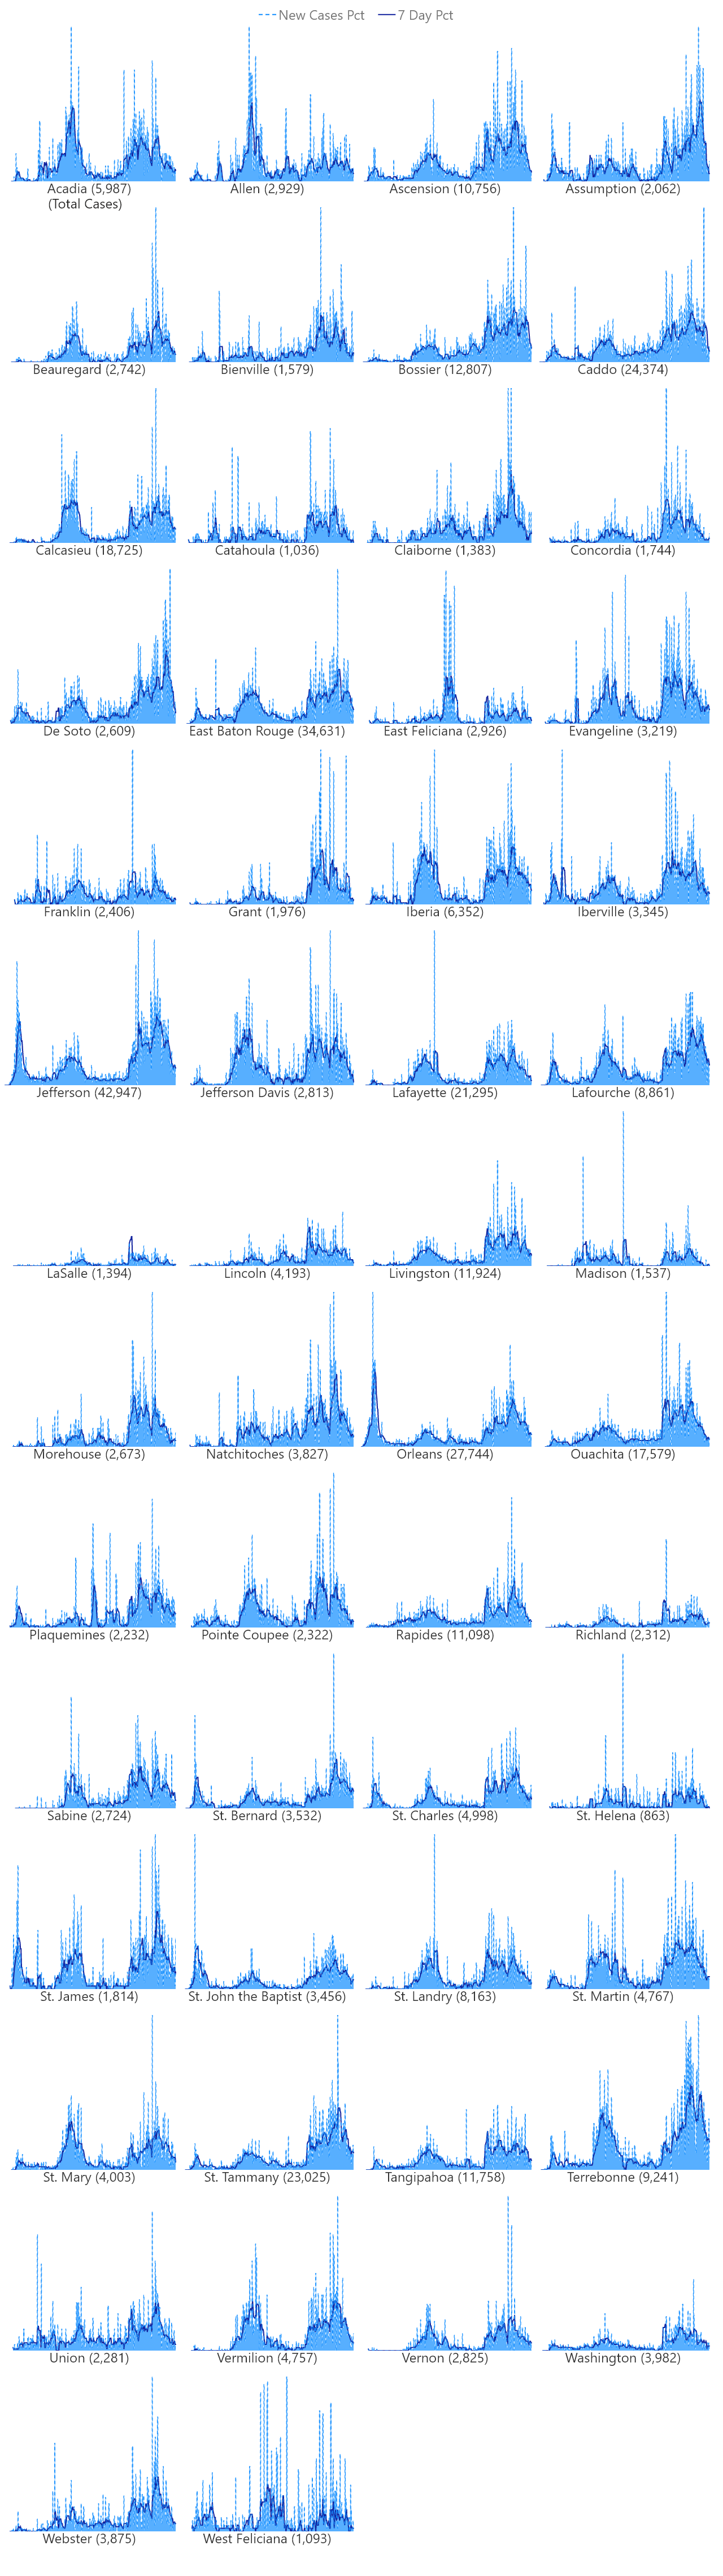 New Cases Pct 7 Day Pct
Acadia (5,987) Allen (2,929) Ascension (10,756) Assumption (2,062)
(Total Cases)
Beauregard (2,742) Bienville (1,579) Bossier (12,807) Caddo (24,374)
Calcasieu (18,725) Catahoula (1,036) Claiborne (1,383) Concordia (1,744)
De Soto (2,609) East Baton Rouge (34,631) East Feliciana (2,926) Evangeline (3,219)
Franklin (2,406) Grant (1,976) Iberia (6,352) Iberville (3,345)
Jefferson (42,947) Jefferson Davis (2,813) Lafayette (21,295) Lafourche (8,861)
LaSalle (1,394) Lincoln (4,193) Livingston (11,924) Madison (1,537)
Morehouse (2,673) Natchitoches (3,827) Orleans (27,744) Ouachita (17,579)
Plaquemines (2,232) Pointe Coupee (2,322) Rapides (11,098) Richland (2,312)
Sabine (2,724) St. Bernard (3,532) St. Charles (4,998) St. Helena (863)
St. James (1,814) St. John the Baptist (3,456) St. Landry (8,163) St. Martin (4,767)
St. Mary (4,003) St. Tammany (23,025) Tangipahoa (11,758) Terrebonne (9,241)
Union (2,281) Vermilion (4,757) Vernon (2,825) Washington (3,982)
Webster (3,875) West Feliciana (1,093)